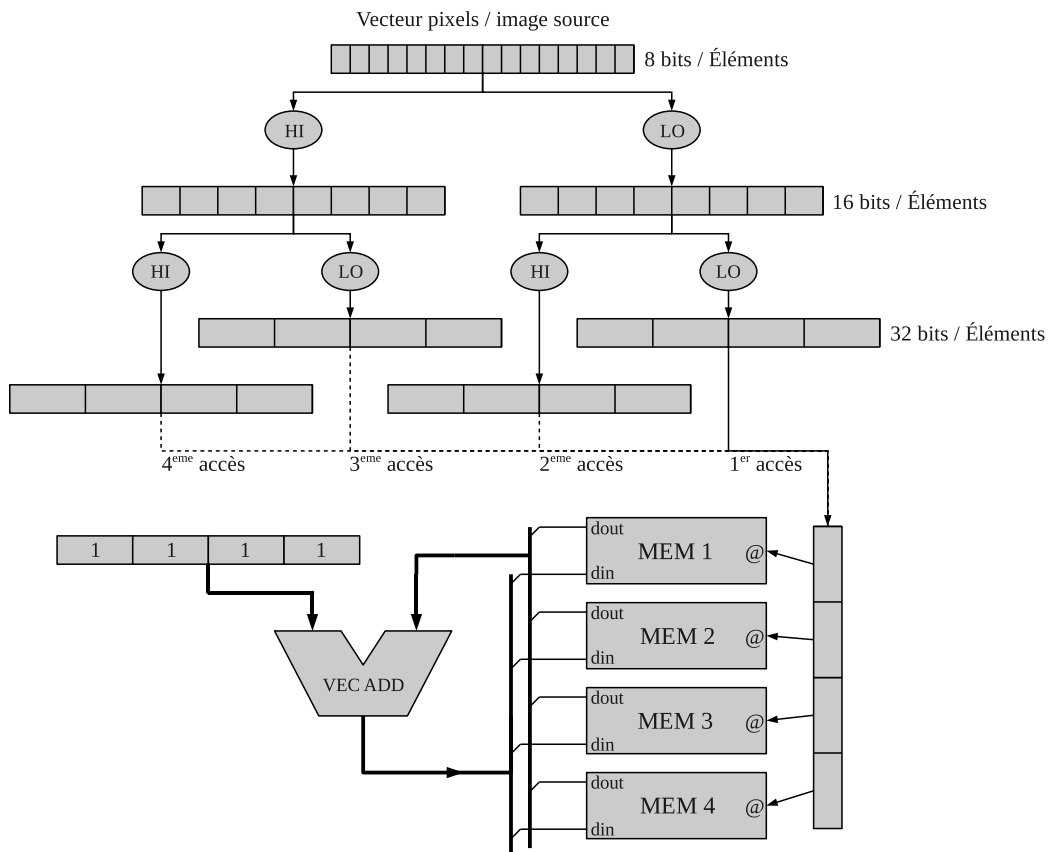 Vecteur pixels / image source
8 bits / Éléments
HI
LO
16 bits / Éléments
HI
LO
HI
LO
32 bits / Éléments
4eme accès
3eme accès
2eme accès
1er accès
1
1
1
1
VEC ADD
dout
MEM 1
@
din
dout
MEM 2
@
din
dout
MEM 3
@
din
dout
MEM 4
@
din